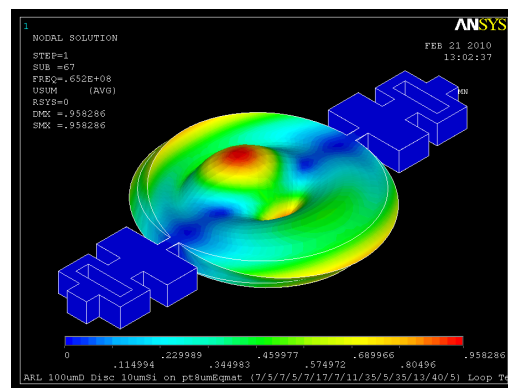 1
ANSYS
NODAL SOLUTION
FEB 21 2010
13:02:37
STEP=1
SUB =67
FREQ=.652E+08
USUM (AVG)
RSYS=0
DMX =.958286
SMX =.958286
MN
0 .229989 .459977 .689966 .958286
.114994 .344983 .574972 .80496
ARL 100umD Disc 10umSi on pt8umEqmat (7/5/7/5/7/17/7/11/35/5/35/13/40/5) Loop Te